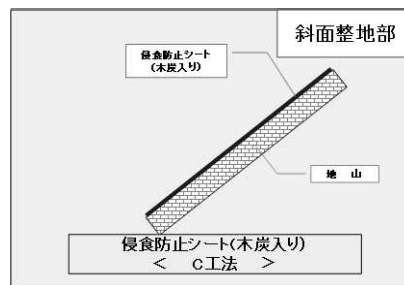 斜面整地部
侵食防止シート
(木炭入り)
地 山
侵食防止シート(木炭入り)
< C工法 >